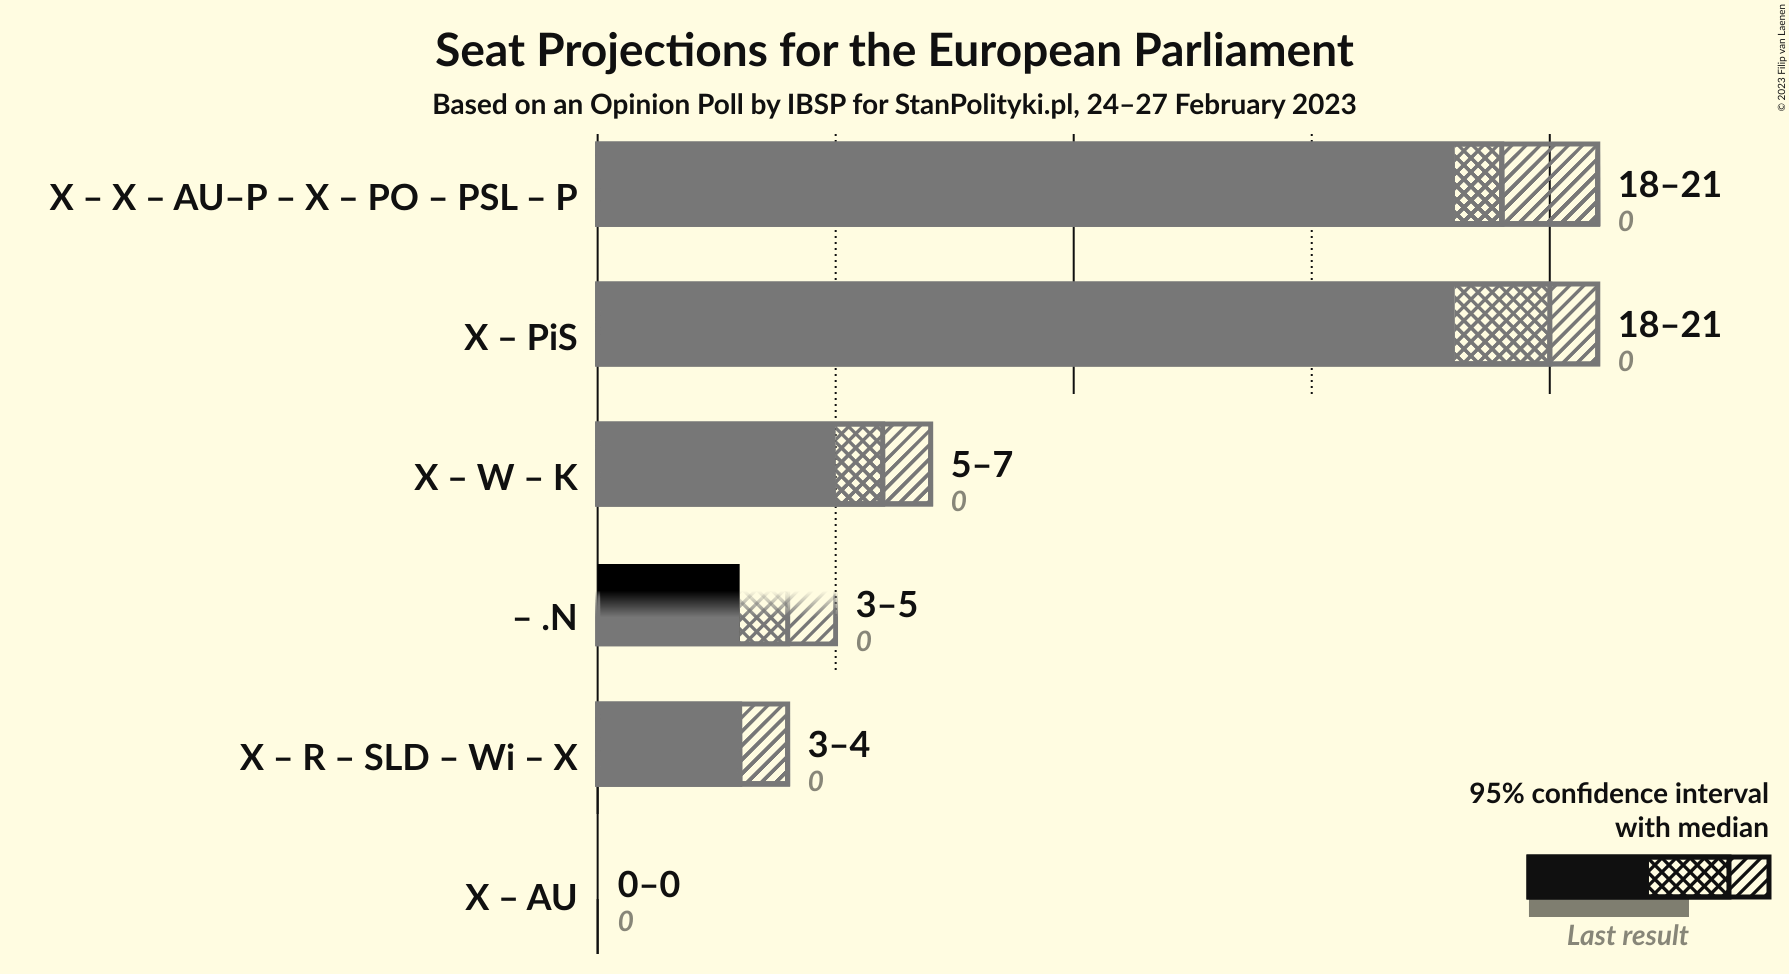 Seat Projections for the European Parliament
Based on an Opinion Poll by IBSP for StanPolityki.pl, 24–27 February 2023
© 2023 Filip van Laenen
X – X – AU–P – X – PO – PSL – P
18–21
0
X – PiS
18–21
0
X – W – K
5–7
0
– .N
3–5
0
X – R – SLD – Wi – X
3–4
0
X – AU
0–0
0
95% confidence interval
with median
Last result